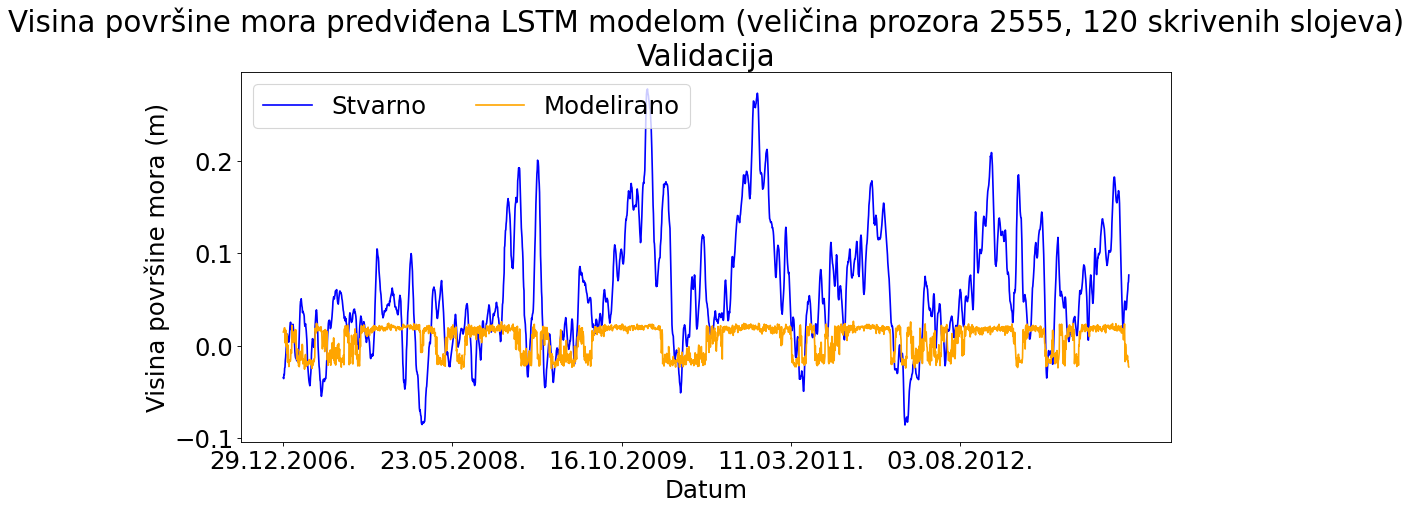 Visina površine mora predviđena LSTM modelom (veličina prozora 2555, 120 skrivenih slojeva)
Validacija
Stvarno Modelirano
Visina površine mora (m)
0.2
0.1
0.0
−0.1
29.12.2006. 23.05.2008. 16.10.2009. 11.03.2011. 03.08.2012.
Datum